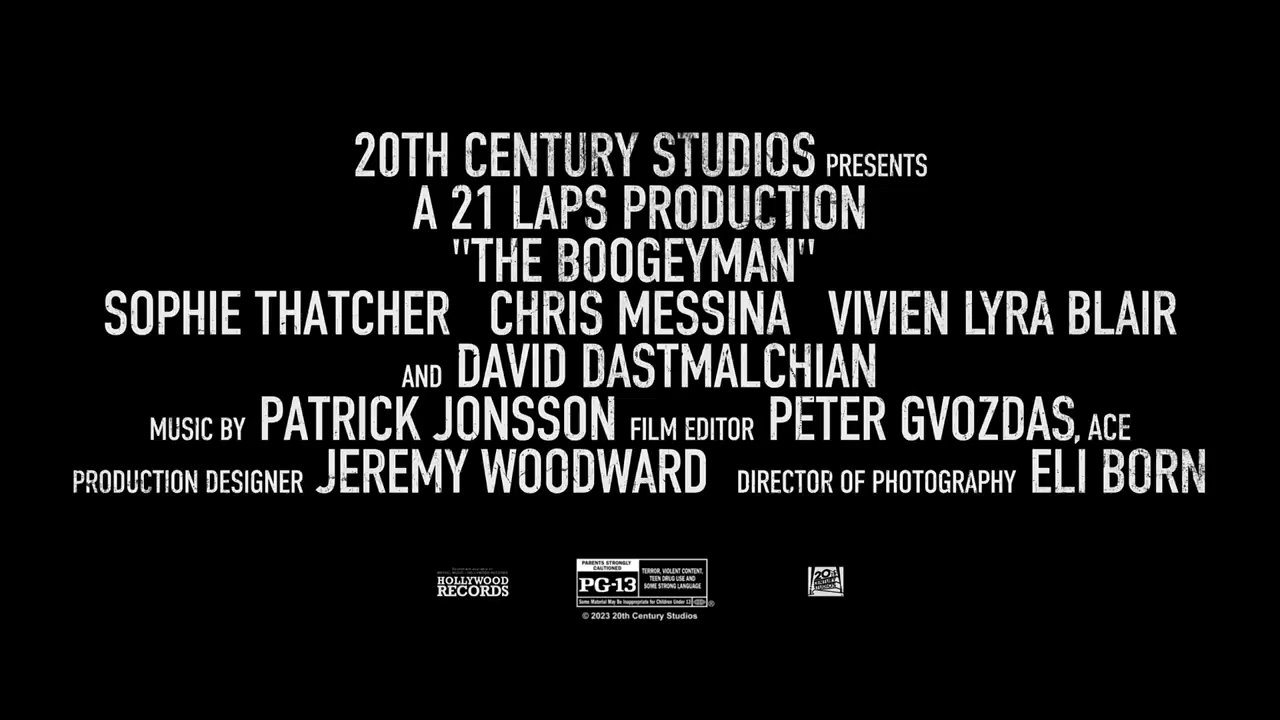 20TH CENTURY STUDIOS PRESENTS
A 21 LAPS PRODUCTION
"THE BOOGEYMAN"
SOPHIE THATCHER CHRIS MESSINA VIVIEN LYRA BLAIR
AND DAVID DASTMALCHIAN
MUSIC BY PATRICK JONSSON FILM EDITOR PETER GVOZDAS, ACE
PRODUCTION DESIGNER JEREMY WOODWARD DIRECTOR OF PHOTOGRAPHY ELI BORN
HOLLYWOOD
RECORDS
PARENTS STRONGLY
CAUTIONED
PG-13
TERROR, VIOLENT CONTENT,
TEEN DRUG USE AND
SOME STRONG LANGUAGE
Some Material May Be Inappropriate for Children Under 13
®
20th
CENTURY
STUDIOS
© 2023 20th Century Studios